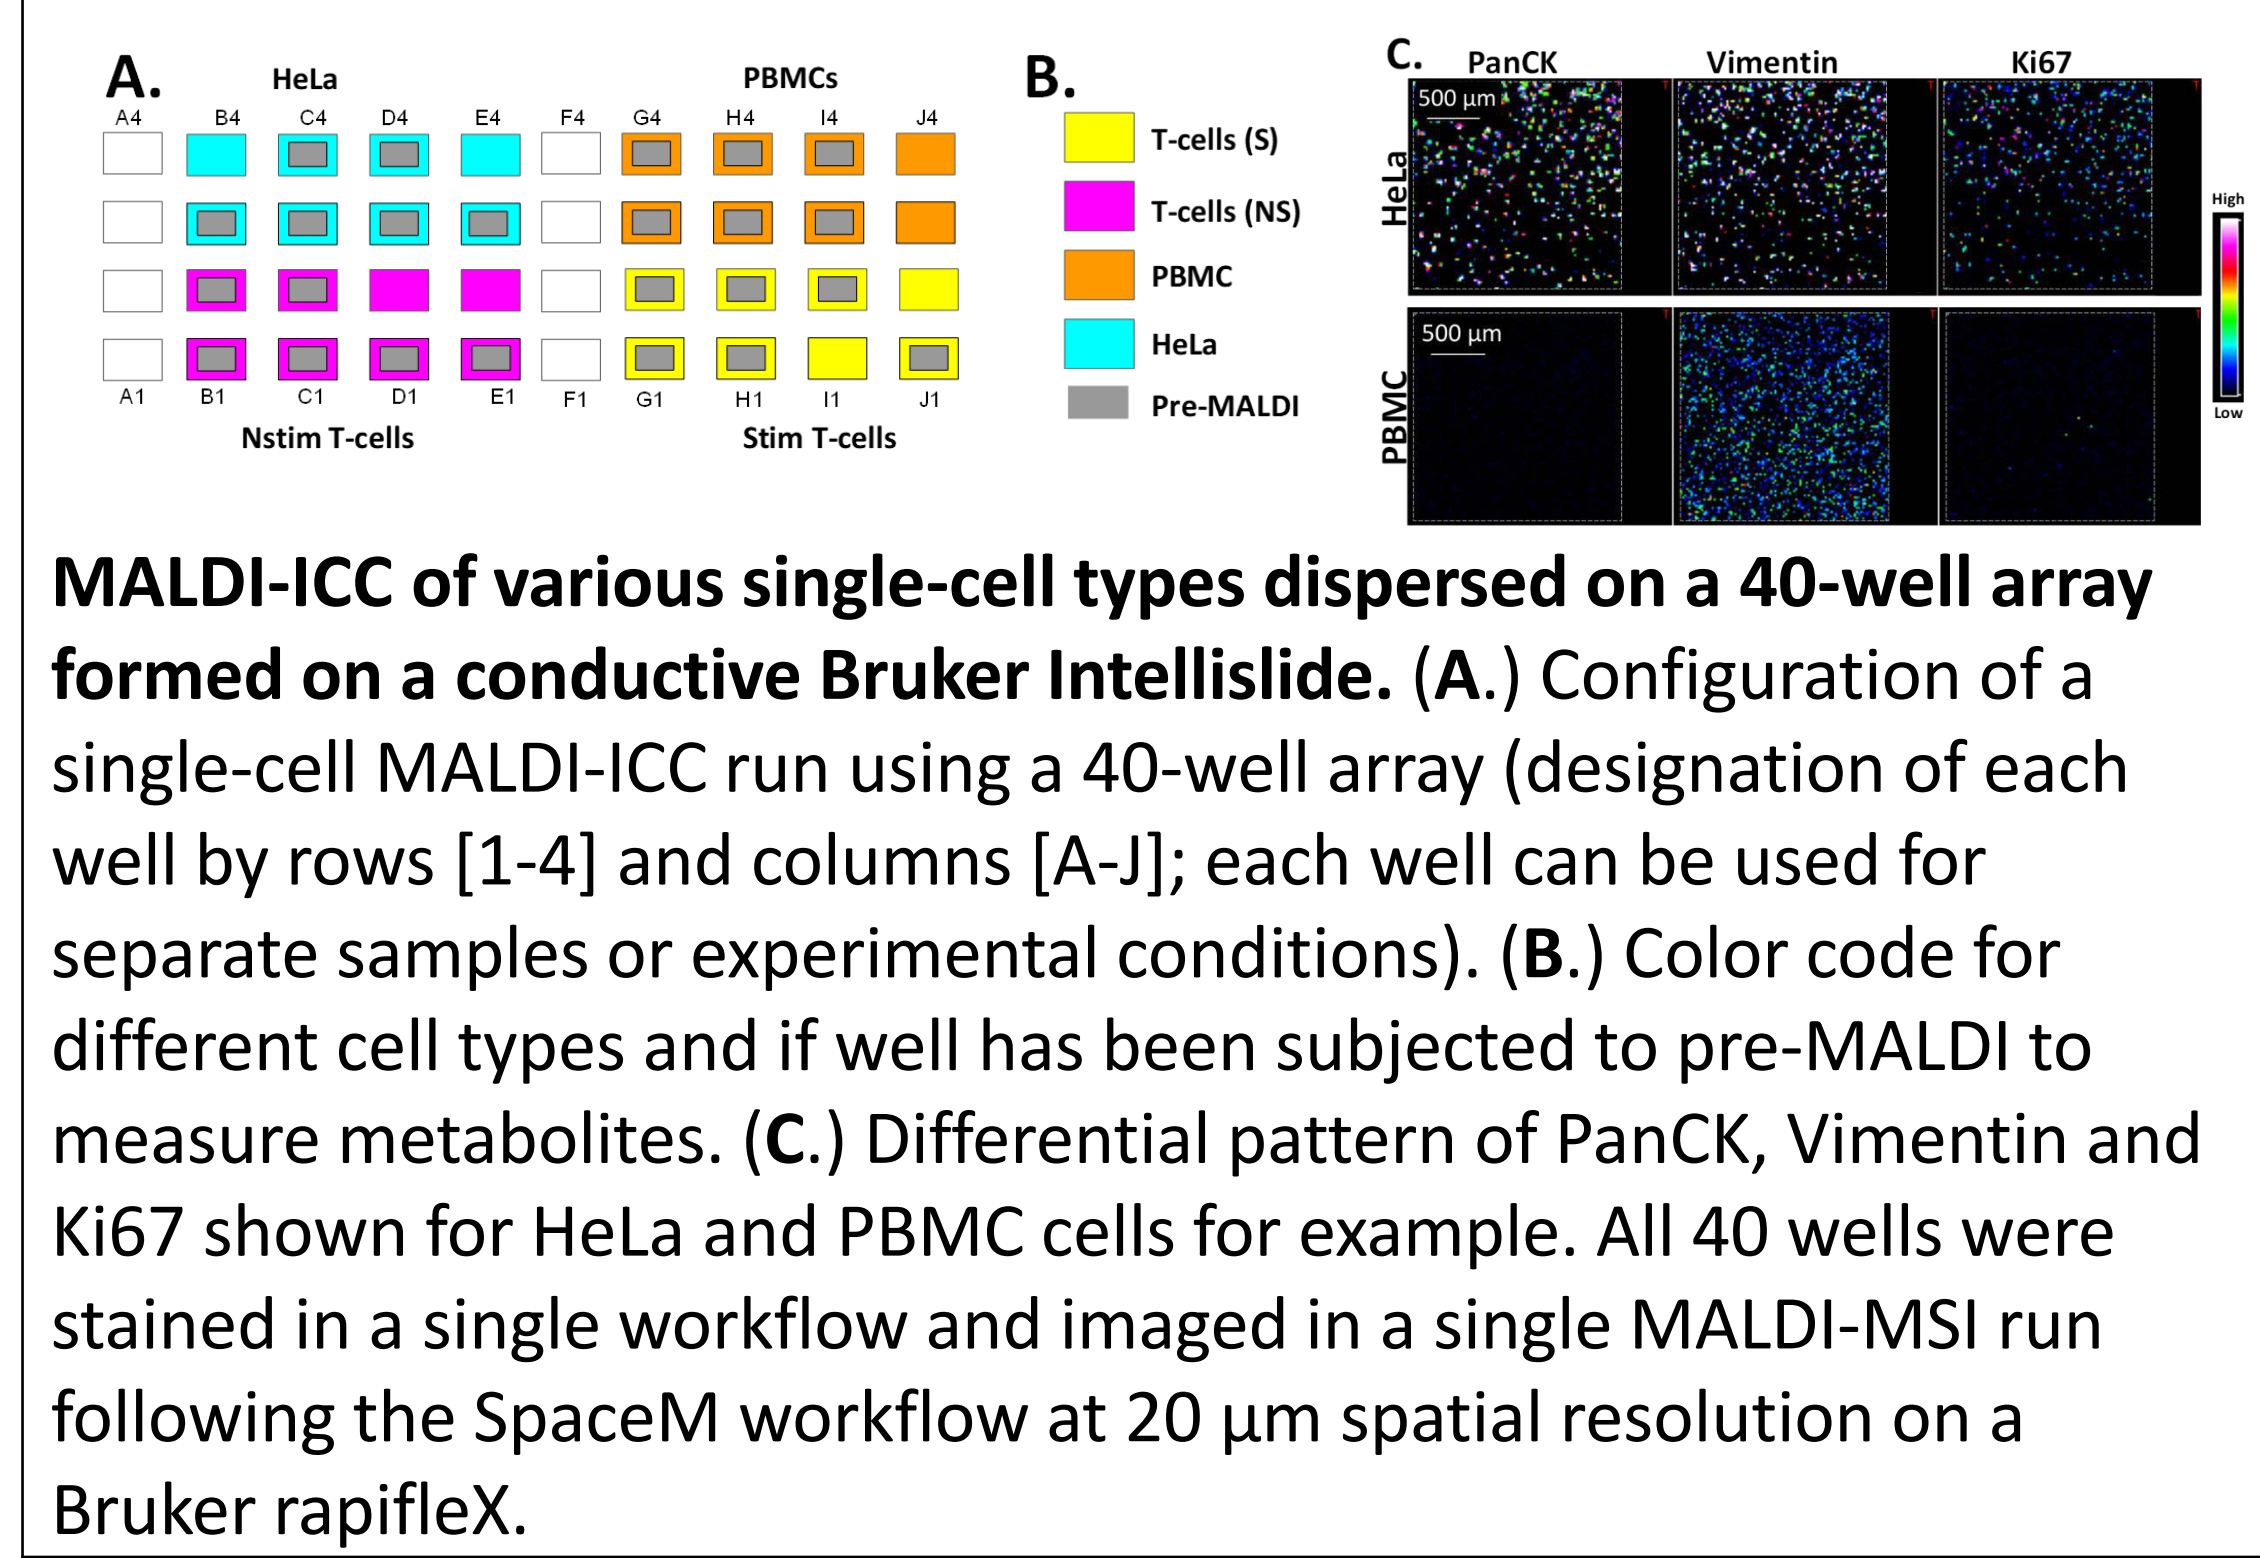 A.
HeLa
PBMCs
A4 B4 C4 D4 E4 F4 G4 H4 I4 J4
A1 B1 C1 D1 E1 F1 G1 H1 I1 J1
Nstim T-cells
Stim T-cells
B.
T-cells (S)
T-cells (NS)
PBMC
HeLa
Pre-MALDI
C.
PanCK
Vimentin
Ki67
HeLa
500 µm
PBMC
500 µm
High
Low
MALDI-ICC of various single-cell types dispersed on a 40-well array
formed on a conductive Bruker Intellislide. (A.) Configuration of a
single-cell MALDI-ICC run using a 40-well array (designation of each
well by rows [1-4] and columns [A-J]; each well can be used for
separate samples or experimental conditions). (B.) Color code for
different cell types and if well has been subjected to pre-MALDI to
measure metabolites. (C.) Differential pattern of PanCK, Vimentin and
Ki67 shown for HeLa and PBMC cells for example. All 40 wells were
stained in a single workflow and imaged in a single MALDI-MSI run
following the SpaceM workflow at 20 µm spatial resolution on a
Bruker rapifleX.